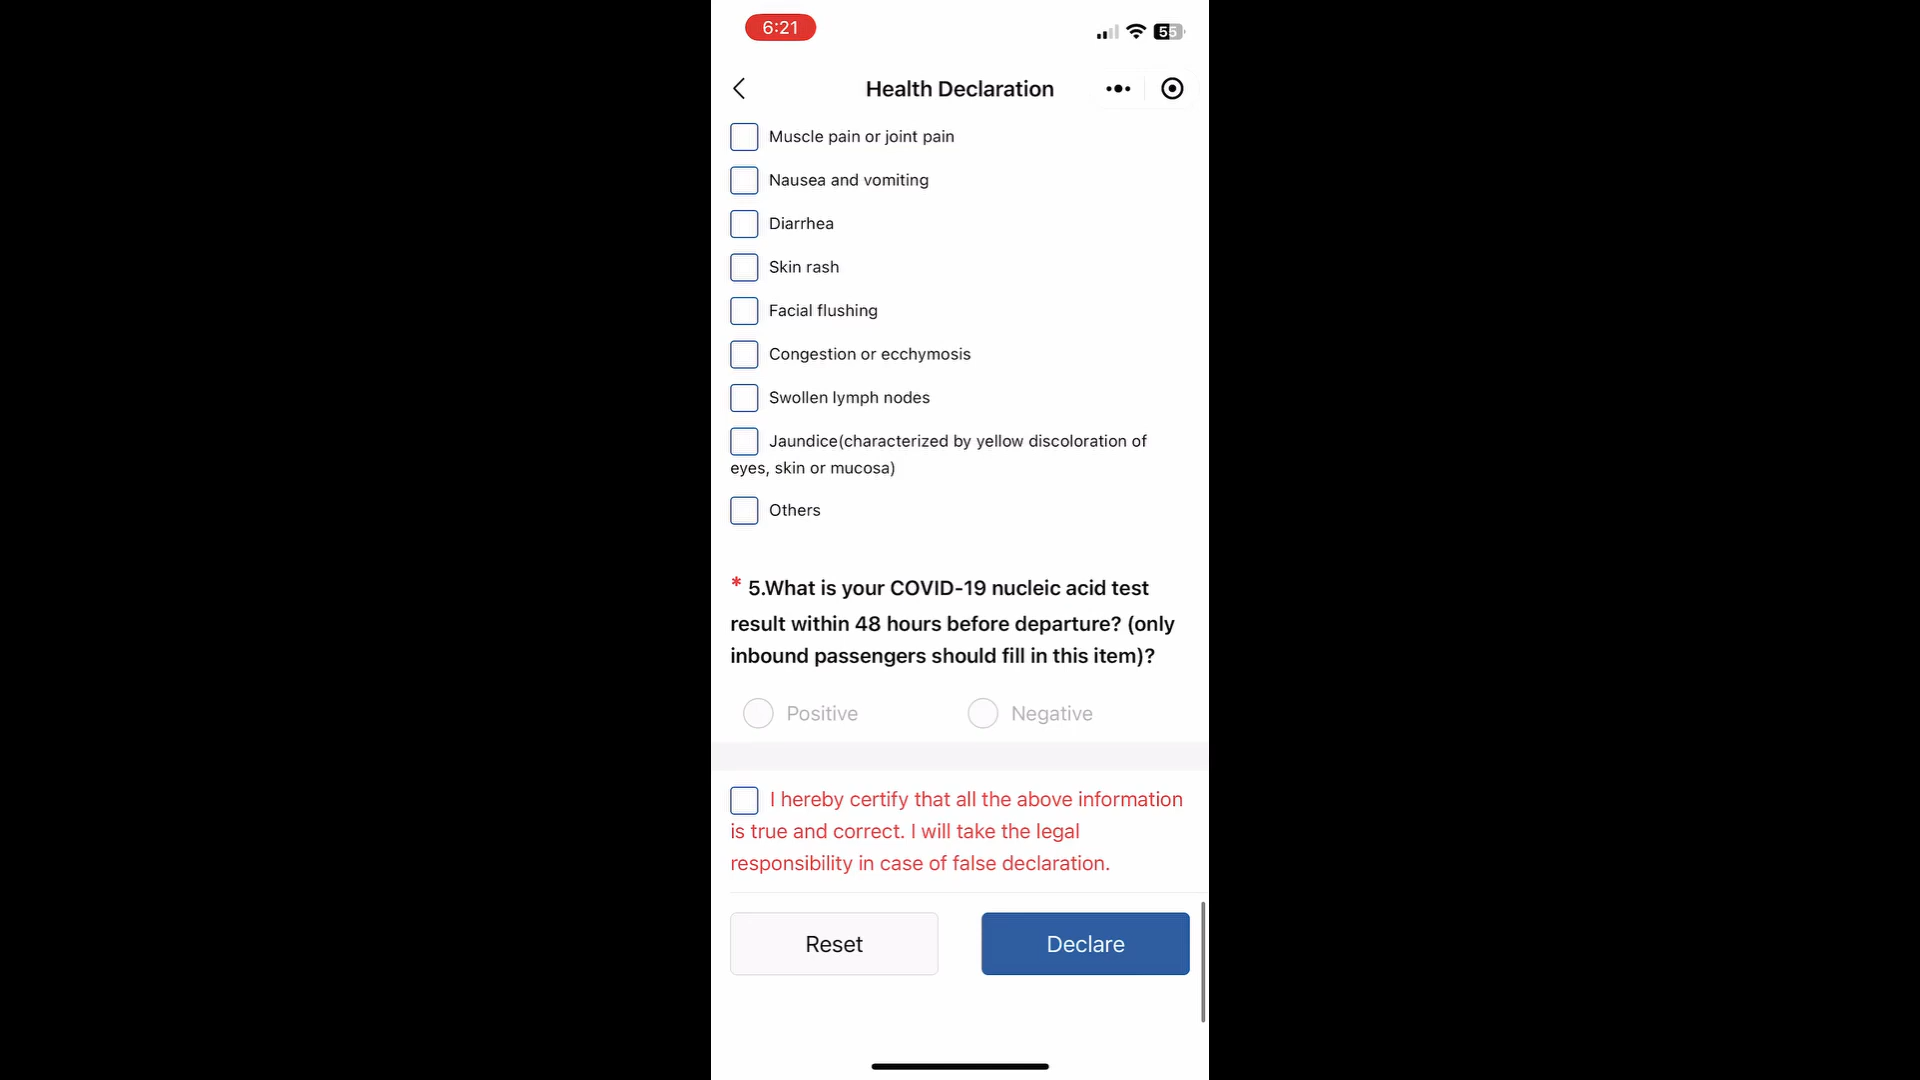 6:21
55
Health Declaration
Muscle pain or joint pain
Nausea and vomiting
Diarrhea
Skin rash
Facial flushing
Congestion or ecchymosis
Swollen lymph nodes
Jaundice(characterized by yellow discoloration of
eyes, skin or mucosa)
Others
* 5.What is your COVID-19 nucleic acid test
result within 48 hours before departure? (only
inbound passengers should fill in this item)?
Positive Negative
I hereby certify that all the above information
is true and correct. I will take the legal
responsibility in case of false declaration.
Reset Declare